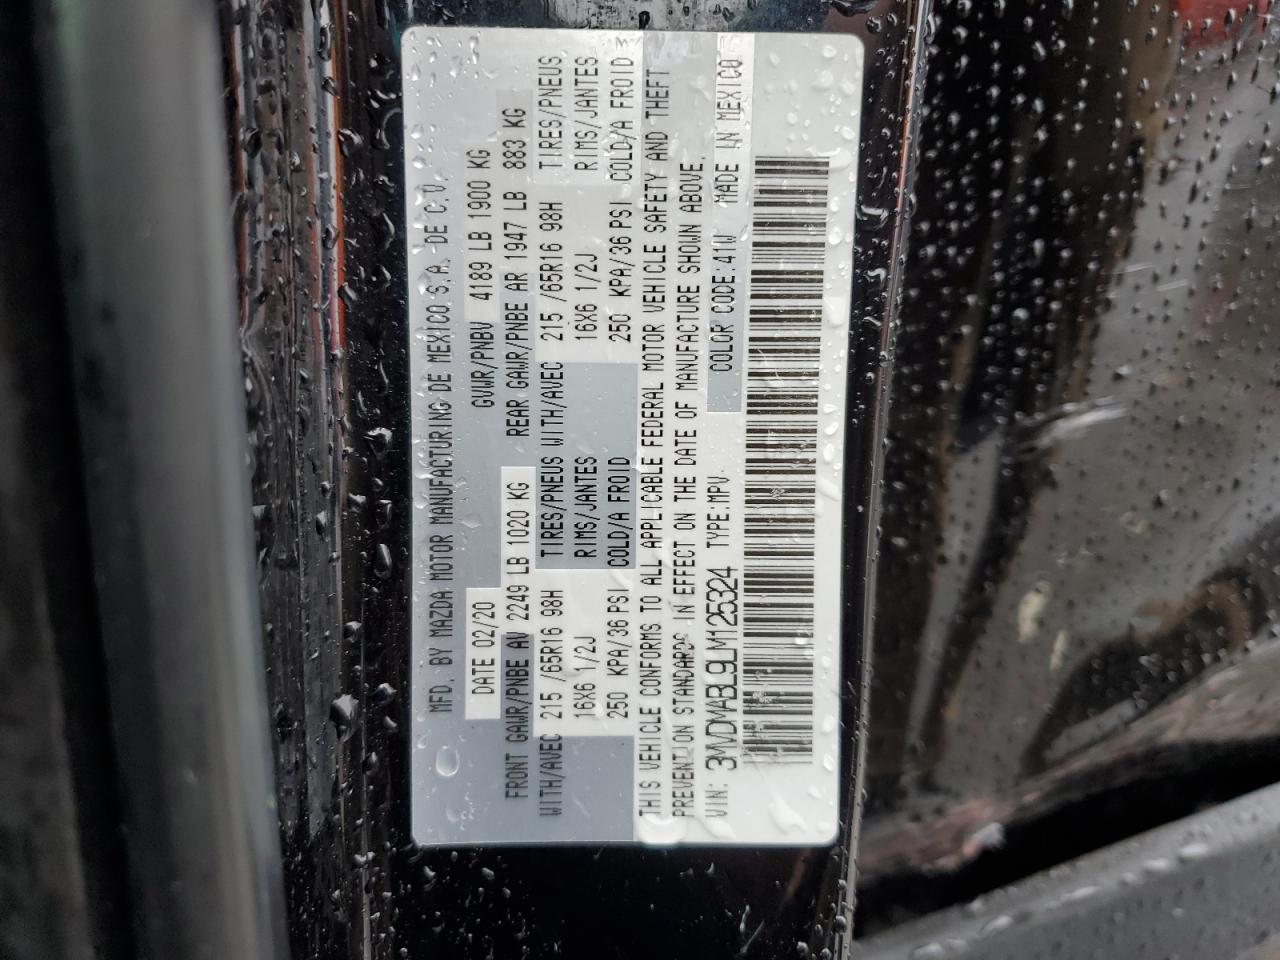 MFD. BY MAZDA MOTOR MANUFACTURING DE MEXICO S.A. DE C.V.
DATE 02/20 GVWR/PNBV 4189 LB 1900 KG
FRONT GAWR/PNBE AV 2249 LB 1020 KG REAR GAWR/PNBE AR 1947 LB 883 KG
WITH/AVEC 215 /65R16 98H TIRES/PNEUS WITH/AVEC 215 /65R16 98H TIRES/PNEUS
16X6 1/2J RIMS/JANTES 16X6 1/2J RIMS/JANTES
250 KPA/36 PSI COLD/A FROID 250 KPA/36 PSI COLD/A FROID
THIS VEHICLE CONFORMS TO ALL APPLICABLE FEDERAL MOTOR VEHICLE SAFETY AND THEFT
PREVENTION STANDARDS IN EFFECT ON THE DATE OF MANUFACTURE SHOWN ABOVE.
VIN: 3MVDMABL9LM125324 TYPE:MPV COLOR CODE:41W MADE IN MEXICO